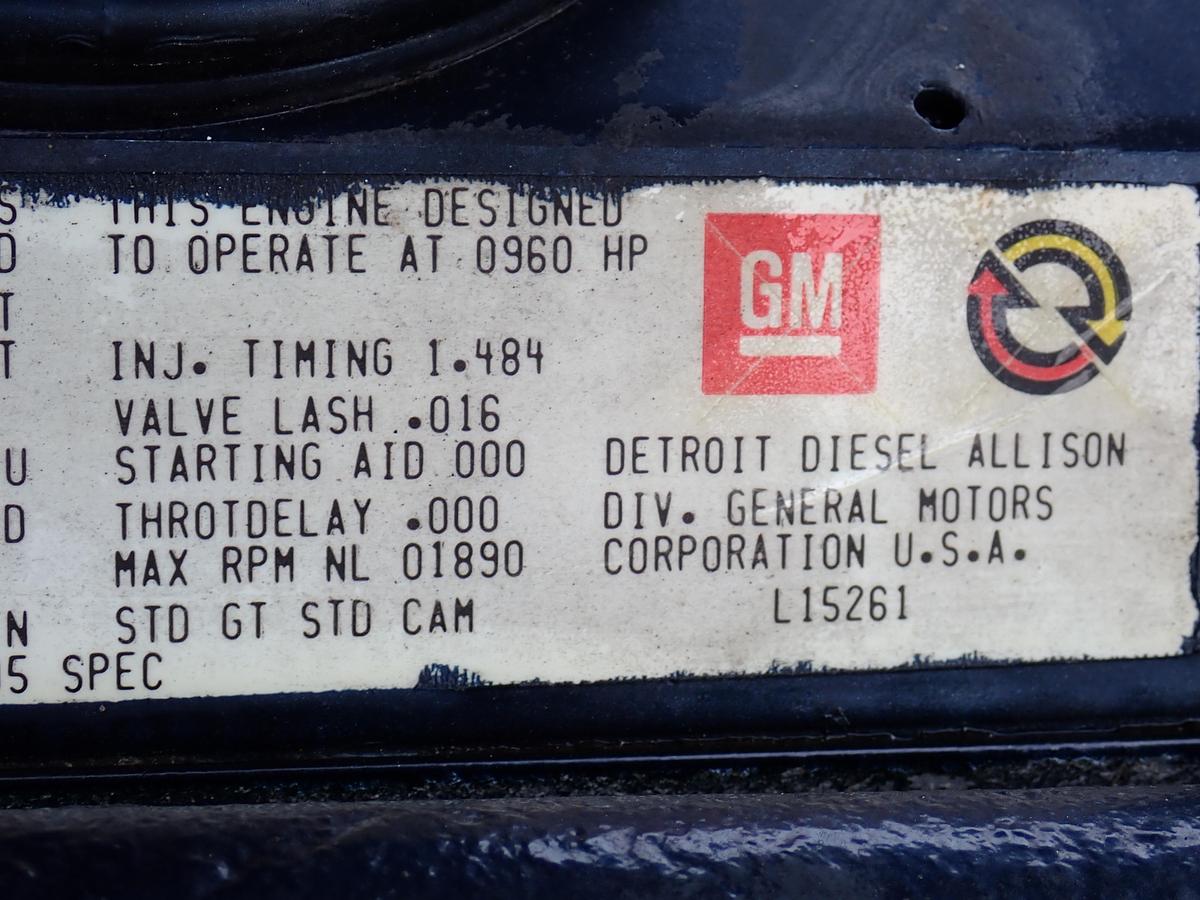 S THIS ENGINE DESIGNED
TO OPERATE AT 0960 HP
T
T INJ. TIMING 1.484
VALVE LASH .016
U STARTING AID 000
D THROTDELAY .000
MAX RPM NL 01890
N STD GT STD CAM
5 SPEC
GM
DETROIT DIESEL ALLISON
DIV. GENERAL MOTORS
CORPORATION U.S.A.
L15261